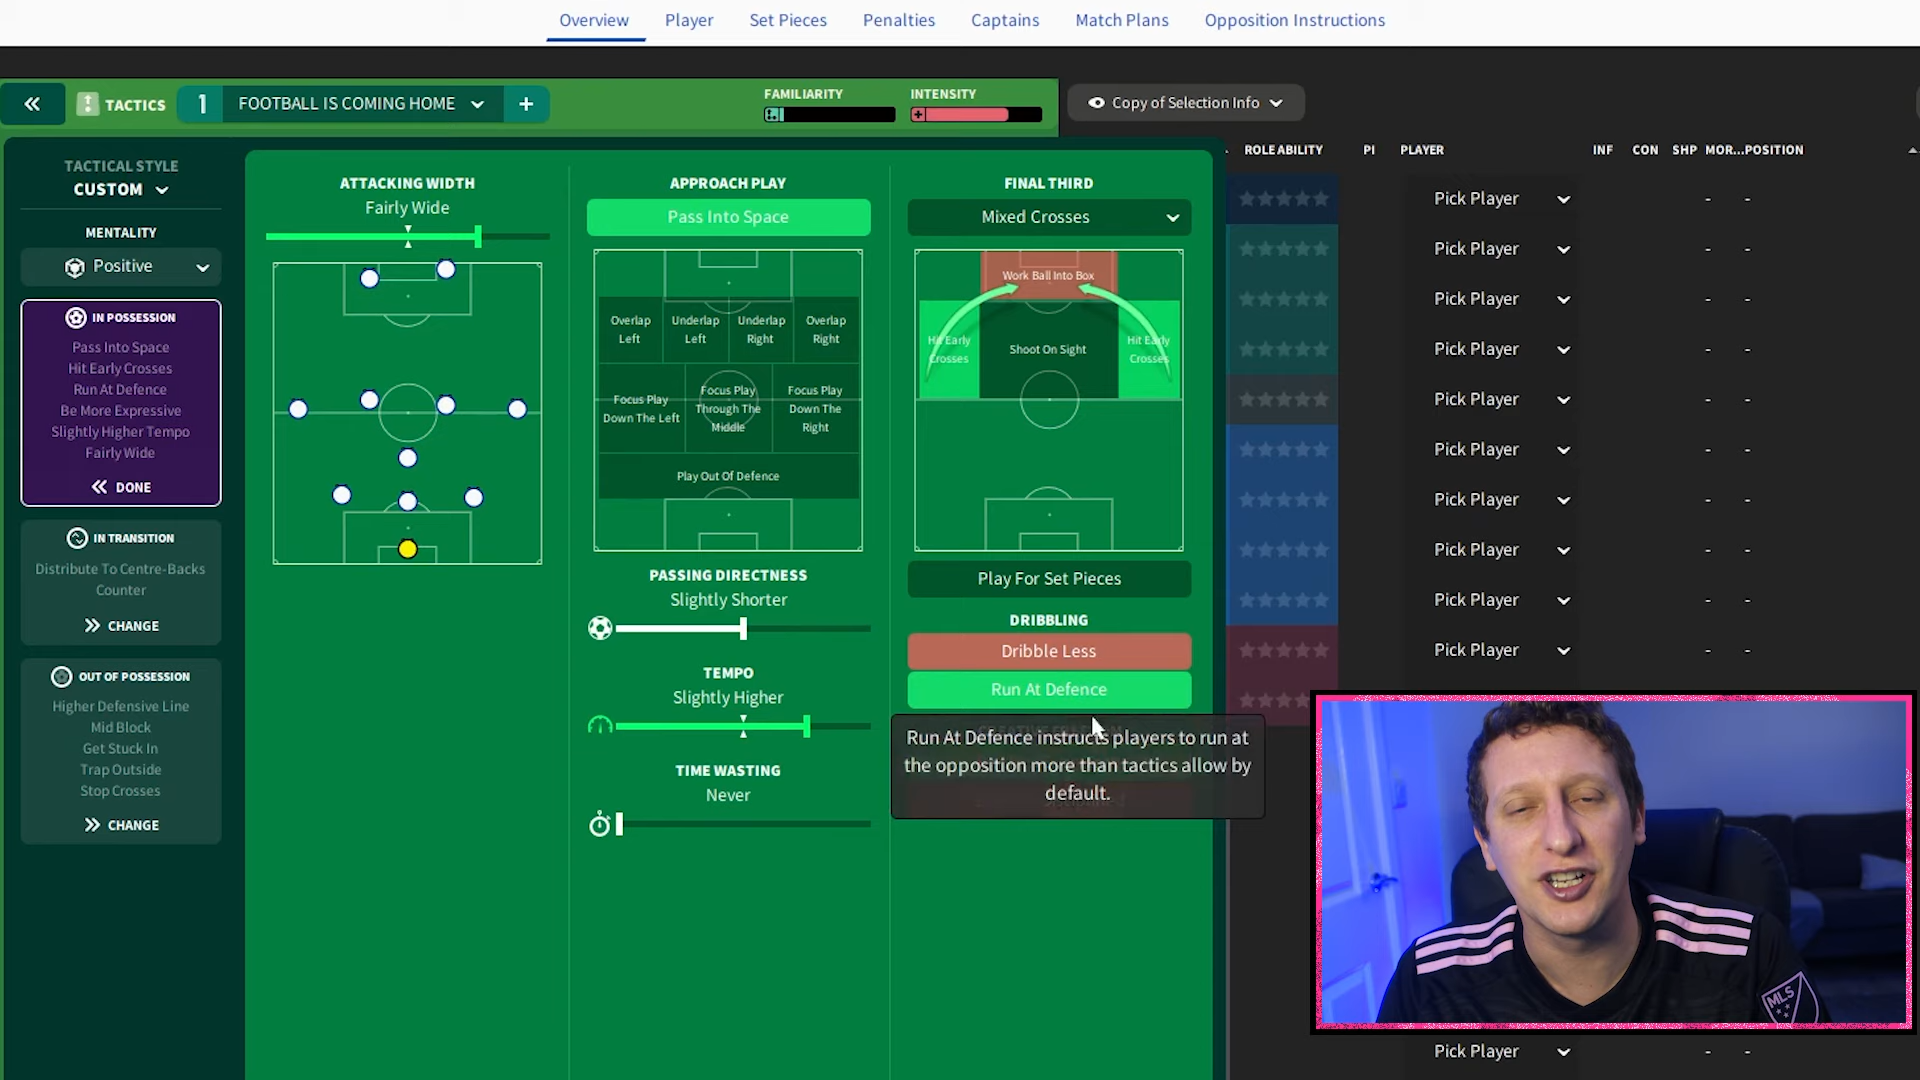 Overview
Player
Set Pieces
Penalties
Captains
Match Plans
Opposition Instructions
TACTICS
1
FOOTBALL IS COMING HOME
FAMILIARITY
INTENSITY
Copy of Selection Info
ROLE ABILITY
PI
PLAYER
INF
CON
SHP
MOR...
POSITION
TACTICAL STYLE
CUSTOM
MENTALITY
Positive
IN POSSESSION
Pass Into Space
Hit Early Crosses
Run At Defence
Be More Expressive
Slightly Higher Tempo
Fairly Wide
DONE
IN TRANSITION
Distribute To Centre-Backs
Counter
CHANGE
OUT OF POSSESSION
Higher Defensive Line
Mid Block
Get Stuck In
Trap Outside
Stop Crosses
CHANGE
ATTACKING WIDTH
Fairly Wide
APPROACH PLAY
Pass Into Space
Overlap
Left
Underlap
Left
Underlap
Right
Overlap
Right
Focus Play
Down The Left
Focus Play
Through The
Middle
Focus Play
Down The
Right
Play Out Of Defence
PASSING DIRECTNESS
Slightly Shorter
TEMPO
Slightly Higher
TIME WASTING
Never
FINAL THIRD
Mixed Crosses
Work Ball Into Box
Hit Early
Crosses
Shoot On Sight
Hit Early
Crosses
Play For Set Pieces
DRIBBLING
Dribble Less
Run At Defence
Run At Defence instructs players to run at
the opposition more than tactics allow by
default.
Pick Player - -
Pick Player - -
Pick Player - -
Pick Player - -
Pick Player - -
Pick Player - -
Pick Player - -
Pick Player - -
Pick Player - -
Pick Player - -
Pick Player - -
MLS